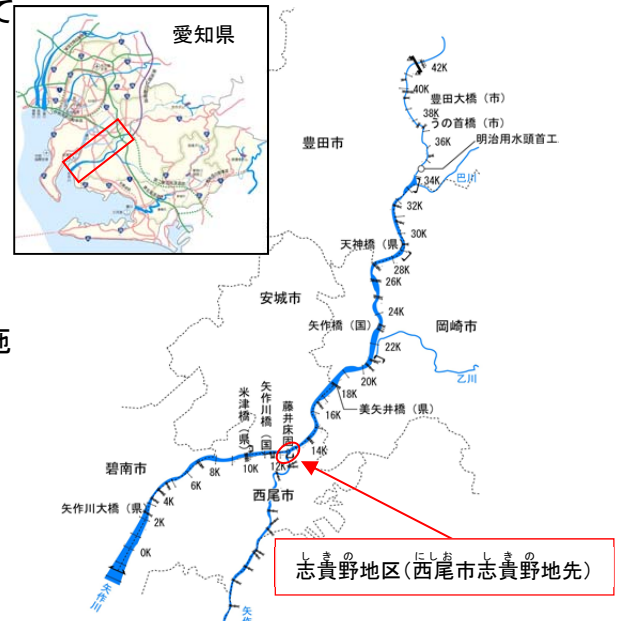 て
愛知県
42K
40K
豊田大橋（市）
38K
うの首橋（市）
36K
明治用水頭首工
豊田市
34K
巴川
32K
30K
天神橋（県
28K
26K
安城市
24K
矢作橋（国）
岡崎市
22K
乙川
20K
18K
美矢井橋（県）
16K
米津橋（県）
矢作川橋（国
藤井床固
14K
12K
10K
8K
碧南市
6K
西尾市
4K
矢作川大橋（県）
2K
0K
矢作川
しきの にしお しきの
志貴野地区（西尾市志貴野地先）
矢作